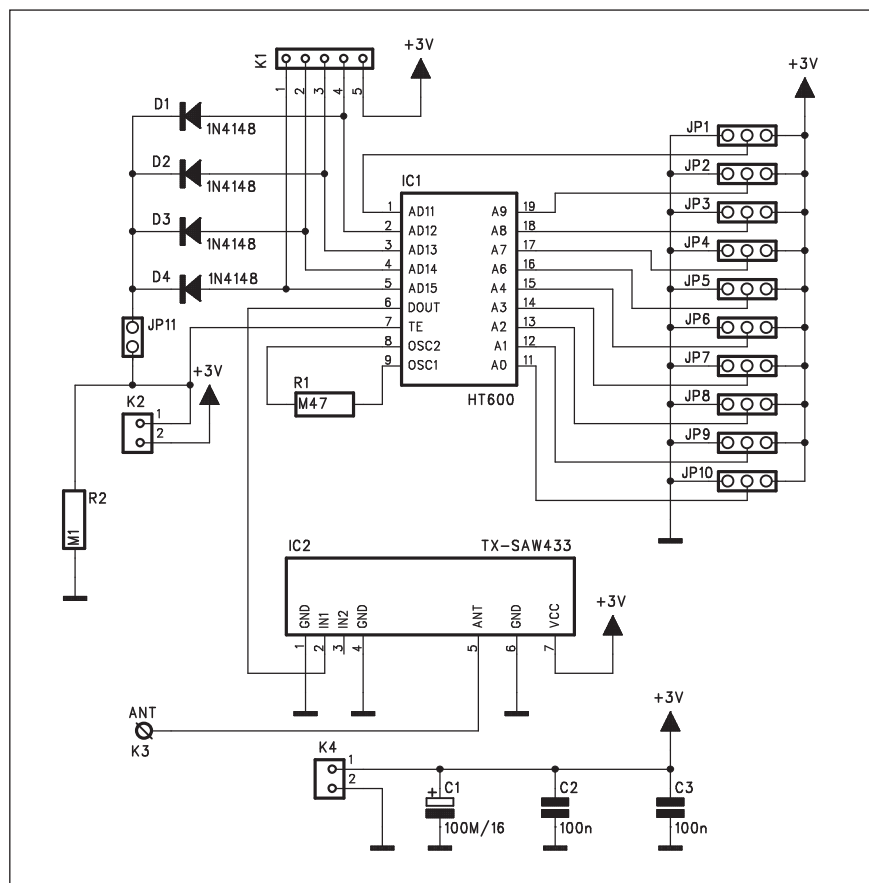 K1
1 2 3 4 5
+3V
+3V
D1
1N4148
D2
1N4148
D3
1N4148
D4 1N4148
JP11
+3V
K2
1
2
R2
M1
IC1
1 AD11 A9 19
2 AD12 A8 18
3 AD13 A7 17
4 AD14 A6 16
5 AD15 A4 15
6 DOUT A3 14
7 TE A2 13
8 OSC2 A1 12
9 OSC1 A0 11
HT600
R1
M47
JP1
JP2
JP3
JP4
JP5
JP6
JP7
JP8
JP9
JP10
IC2 TX-SAW433
GND IN1 IN2 GND ANT GND VCC
1 2 3 4 5 6 7
+3V
ANT
K3
+3V
K4
1
2
+ C1
100M/16
C2
100n
C3
100n